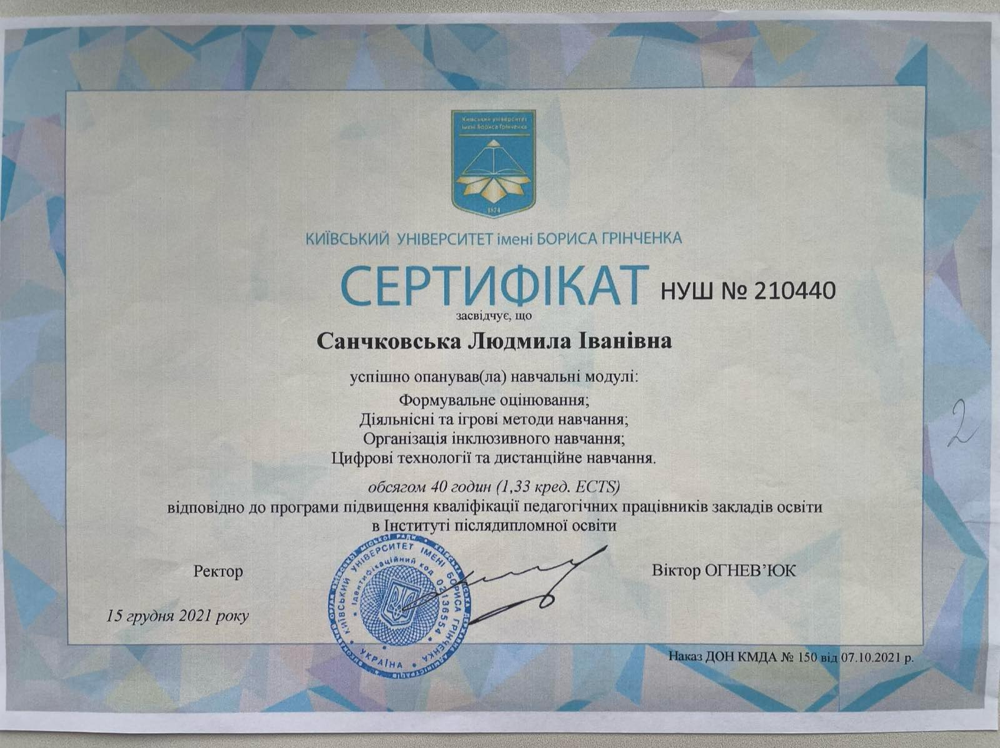 Київський університет
імені Бориса Грінченка
1874
КИЇВСЬКИЙ УНІВЕРСИТЕТ імені БОРИСА ГРІНЧЕНКА
СЕРТИФІКАТ НУШ № 210440
засвідчує, що
Санчковська Людмила Іванівна
успішно опанував(ла) навчальні модулі:
Формувальне оцінювання;
Діяльнісні та ігрові методи навчання;
Організація інклюзивного навчання;
Цифрові технології та дистанційне навчання.
обсягом 40 годин (1,33 кред. ECTS)
відповідно до програми підвищення кваліфікації педагогічних працівників закладів освіти
в Інституті післядипломної освіти
Ректор
Віктор ОГНЕВ’ЮК
15 грудня 2021 року
КИЇВСЬКИЙ УНІВЕРСИТЕТ ІМЕНІ БОРИСА ГРІНЧЕНКА
Ідентифікаційний код 02136554
УКРАЇНА
Наказ ДОН КМДА № 150 від 07.10.2021 р.
2